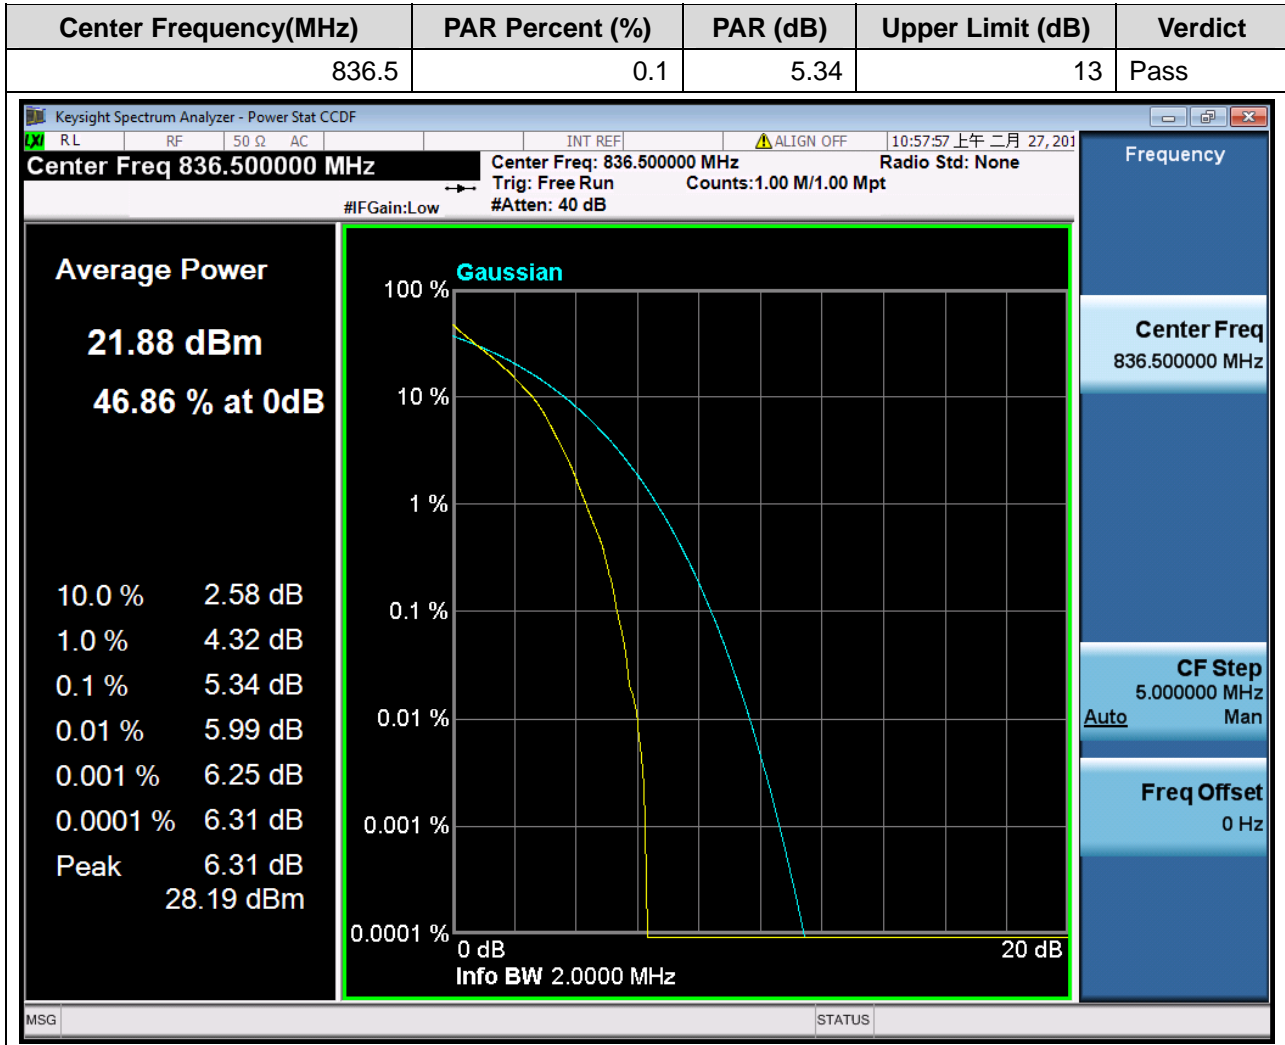 Center Frequency(MHz) PAR Percent (%) PAR (dB) Upper Limit (dB) Verdict
836.5 0.1 5.34 13 Pass
Keysight Spectrum Analyzer - Power Stat CCDF
LXI RL RF 50 Ω AC INT REF ALIGN OFF 10:57:57 上午 二月 27, 201
Center Freq 836.500000 MHz
Center Freq: 836.500000 MHz Radio Std: None
Trig: Free Run Counts:1.00 M/1.00 Mpt
#IFGain:Low #Atten: 40 dB
Average Power
21.88 dBm
46.86 % at 0dB
10.0 % 2.58 dB
1.0 % 4.32 dB
0.1 % 5.34 dB
0.01 % 5.99 dB
0.001 % 6.25 dB
0.0001 % 6.31 dB
Peak 6.31 dB
28.19 dBm
Gaussian
100 %
10 %
1 %
0.1 %
0.01 %
0.001 %
0.0001 %
0 dB 20 dB
Info BW 2.0000 MHz
Frequency
Center Freq
836.500000 MHz
CF Step
5.000000 MHz
Auto Man
Freq Offset
0 Hz
MSG STATUS